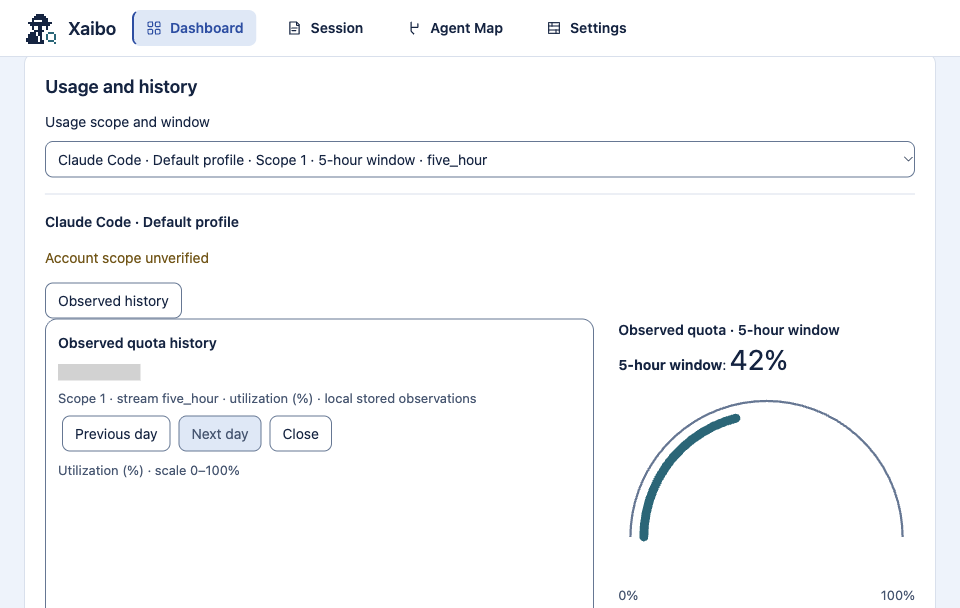 Xaibo
Dashboard
Session
Agent Map
Settings
Usage and history
Usage scope and window
Claude Code · Default profile · Scope 1 · 5-hour window · five_hour
Claude Code · Default profile
Account scope unverified
Observed history
Observed quota history
Scope 1 · stream five_hour · utilization (%) · local stored observations
Previous day
Next day
Close
Utilization (%) · scale 0–100%
Observed quota · 5-hour window
5-hour window: 42%
0%
100%